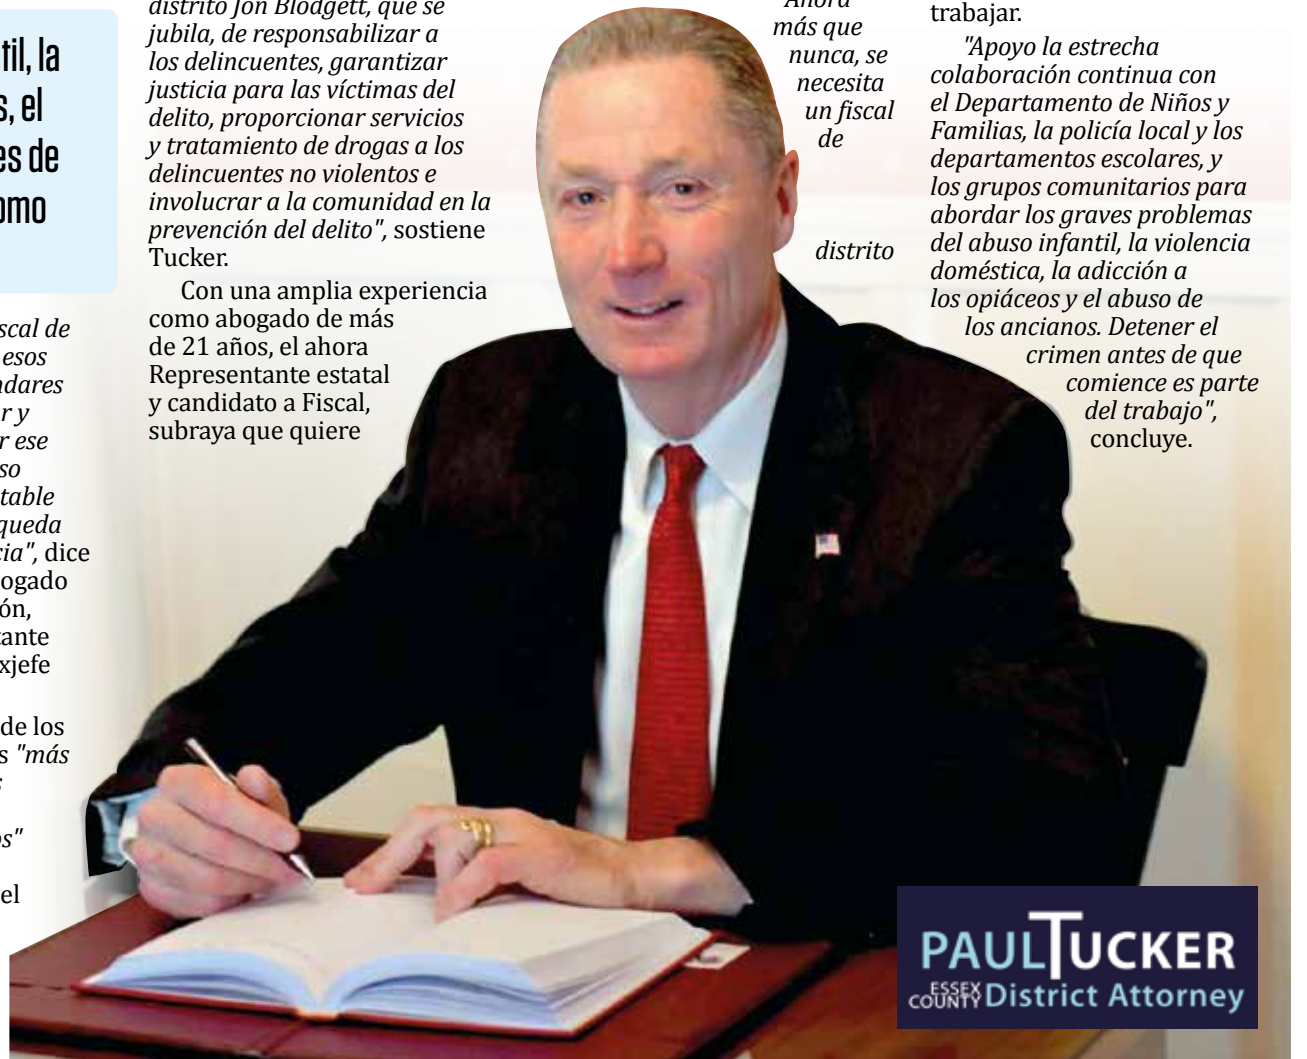 til, la
s, el
es de
omo
scal de
esos
ndares
r y
r ese
so
table
queda
cia", dice
ogado
ón,
tante
xjefe
de los
s "más
s
os"
el
distrito Jon Blodgett, que se
jubila, de responsabilizar a
los delincuentes, garantizar
justicia para las víctimas del
delito, proporcionar servicios
y tratamiento de drogas a los
delincuentes no violentos e
involucrar a la comunidad en la
prevención del delito", sostiene
Tucker.
Con una amplia experiencia
como abogado de más
de 21 años, el ahora
Representante estatal
y candidato a Fiscal,
subraya que quiere
"Ahora
más que
nunca, se
necesita
un fiscal
de
distrito
trabajar.
"Apoyo la estrecha
colaboración continua con
el Departamento de Niños y
Familias, la policía local y los
departamentos escolares, y
los grupos comunitarios para
abordar los graves problemas
del abuso infantil, la violencia
doméstica, la adicción a
los opiáceos y el abuso de
los ancianos. Detener el
crimen antes de que
comience es parte
del trabajo",
concluye.
PAUL TUCKER
ESSEX COUNTY District Attorney